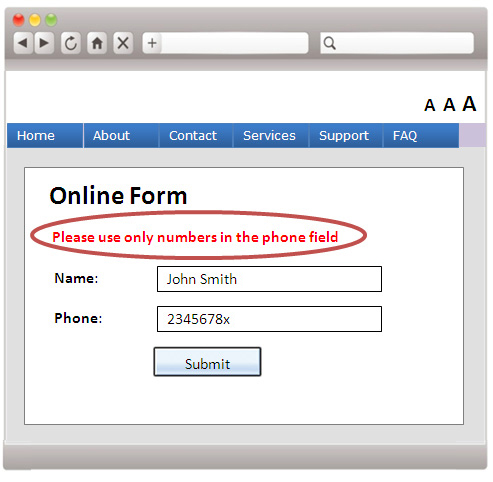 A A A
Home About Contact Services Support FAQ
Online Form
Please use only numbers in the phone field
Name: John Smith
Phone: 2345678x
Submit